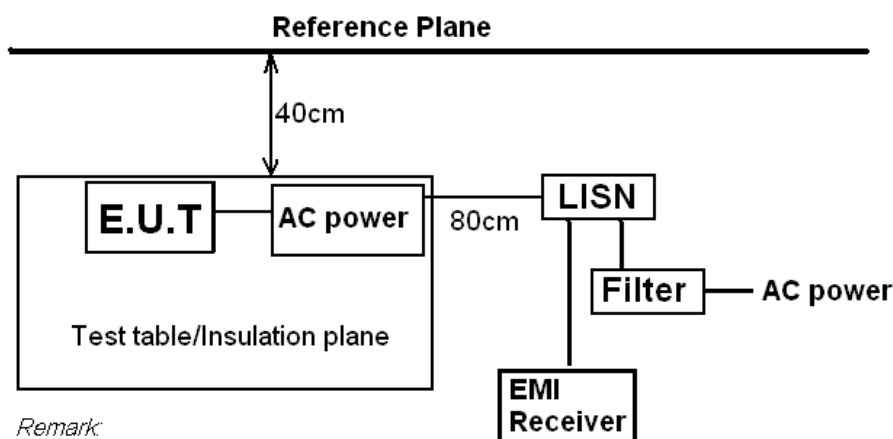 Reference Plane
40cm
E.U.T
AC power
80cm
LISN
Filter
AC power
Test table/Insulation plane
EMI
Receiver
Remark: